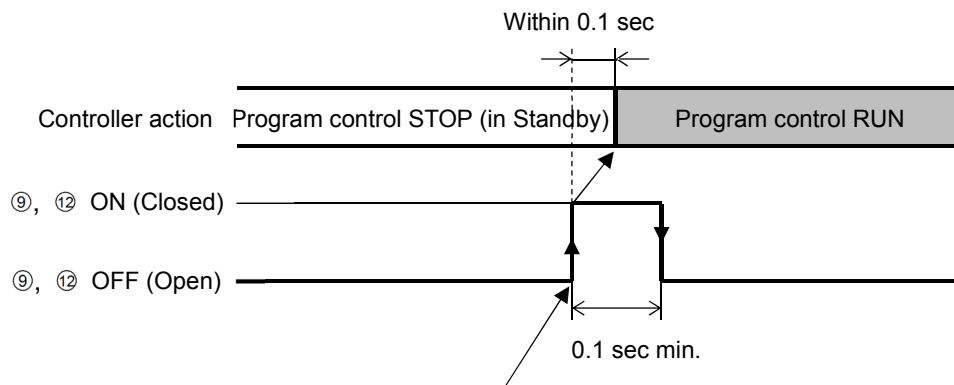 Within 0.1 sec
Controller action Program control STOP (in Standby) Program control RUN
⑨, ⑫ ON (Closed)
⑨, ⑫ OFF (Open)
0.1 sec min.